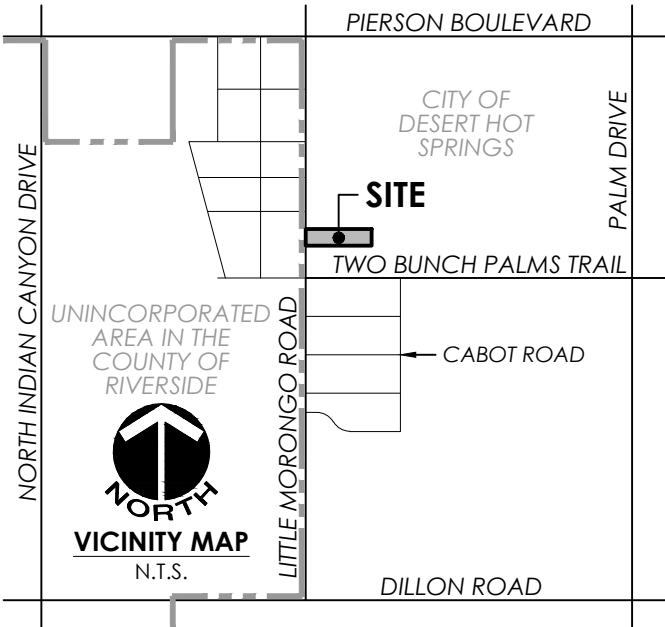 PIERSON BOULEVARD
CITY OF
DESERT HOT
SPRINGS
PALM DRIVE
NORTH INDIAN CANYON DRIVE
SITE
TWO BUNCH PALMS TRAIL
UNINCORPORATED
AREA IN THE
COUNTY OF
RIVERSIDE
LITTLE MORONGO ROAD
CABOT ROAD
NORTH
VICINITY MAP
N.T.S.
DILLON ROAD